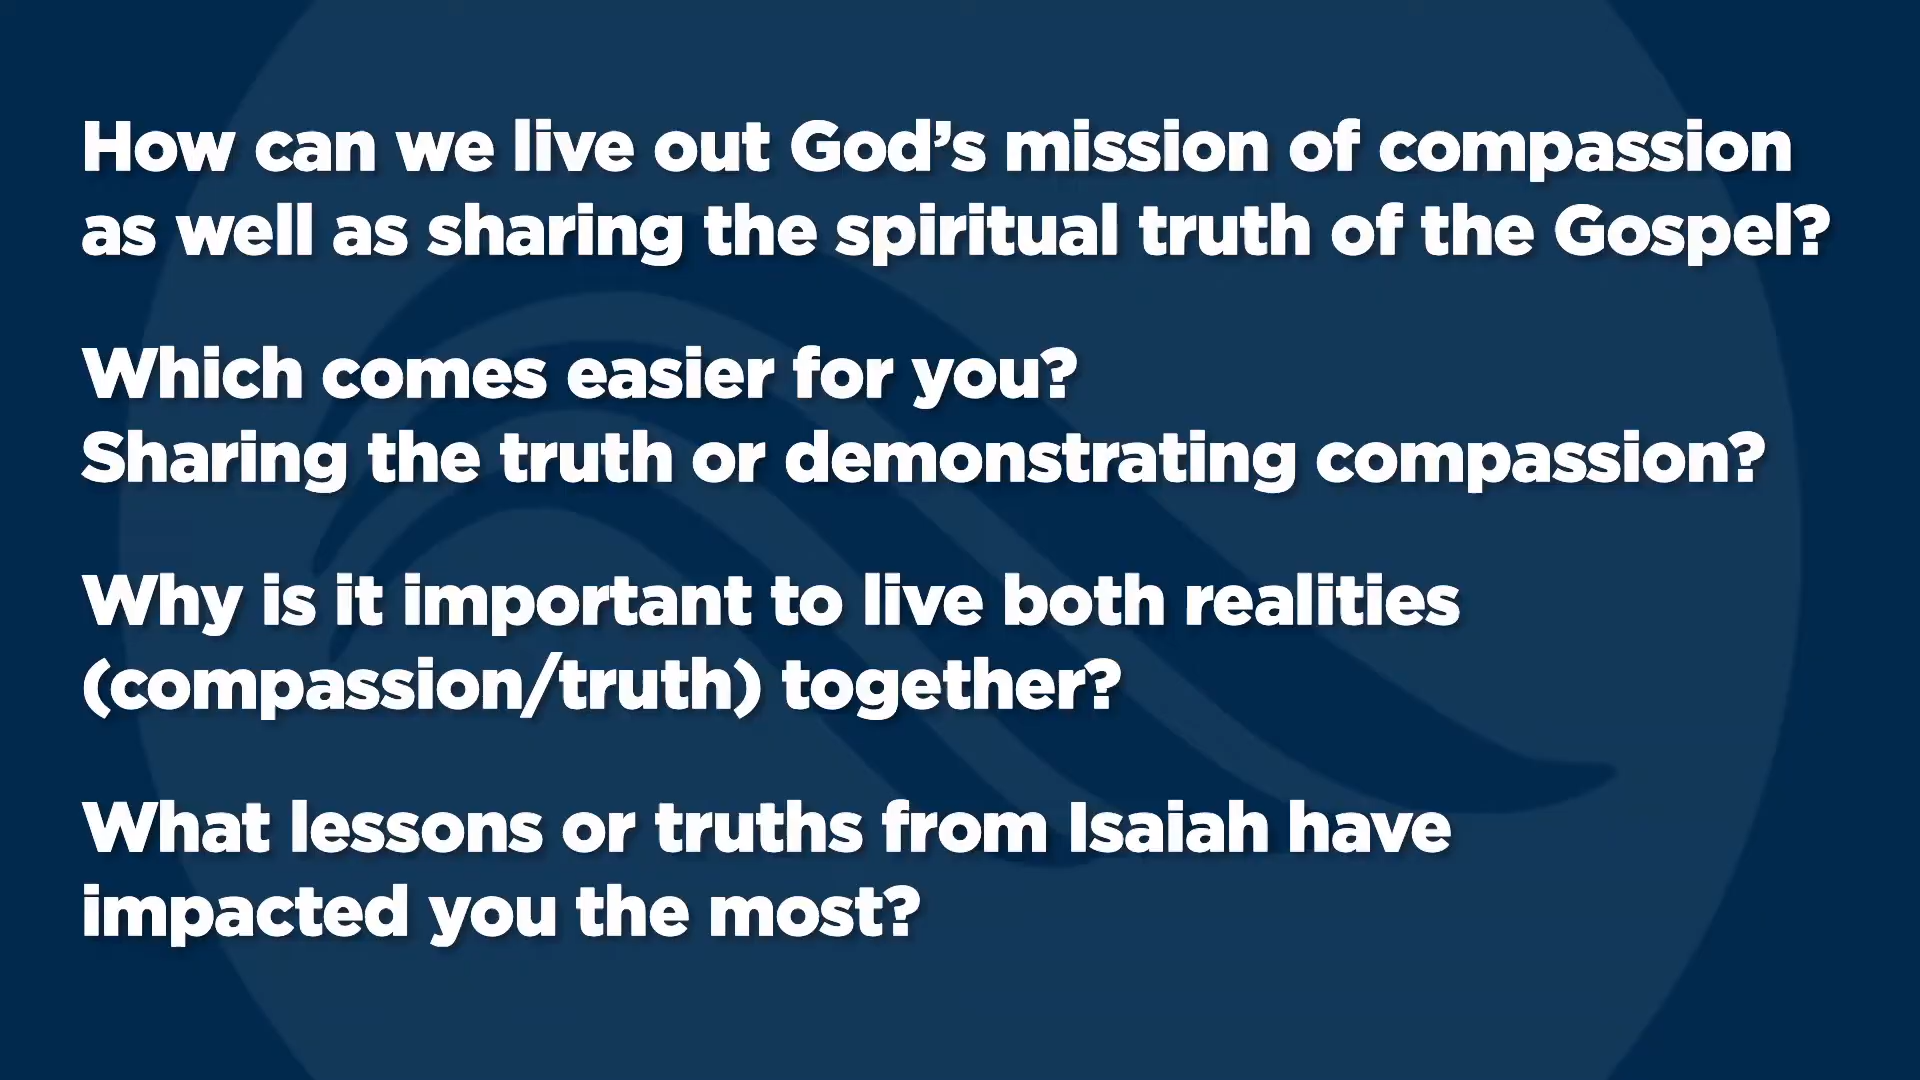 How can we live out God’s mission of compassion
as well as sharing the spiritual truth of the Gospel?
Which comes easier for you?
Sharing the truth or demonstrating compassion?
Why is it important to live both realities
(compassion/truth) together?
What lessons or truths from Isaiah have
impacted you the most?